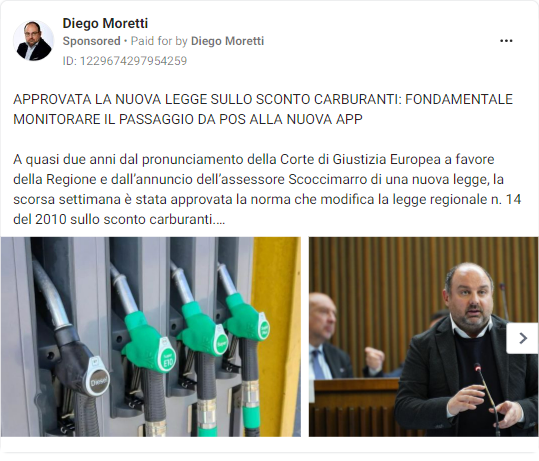 Diego Moretti
Sponsored • Paid for by Diego Moretti
ID: 1229674297954259
APPROVATA LA NUOVA LEGGE SULLO SCONTO CARBURANTI: FONDAMENTALE
MONITORARE IL PASSAGGIO DA POS ALLA NUOVA APP
A quasi due anni dal pronunciamento della Corte di Giustizia Europea a favore
della Regione e dall'annuncio dell'assessore Scoccimarro di una nuova legge, la
scorsa settimana è stata approvata la norma che modifica la legge regionale n. 14
del 2010 sullo sconto carburanti....
Diesel
E10